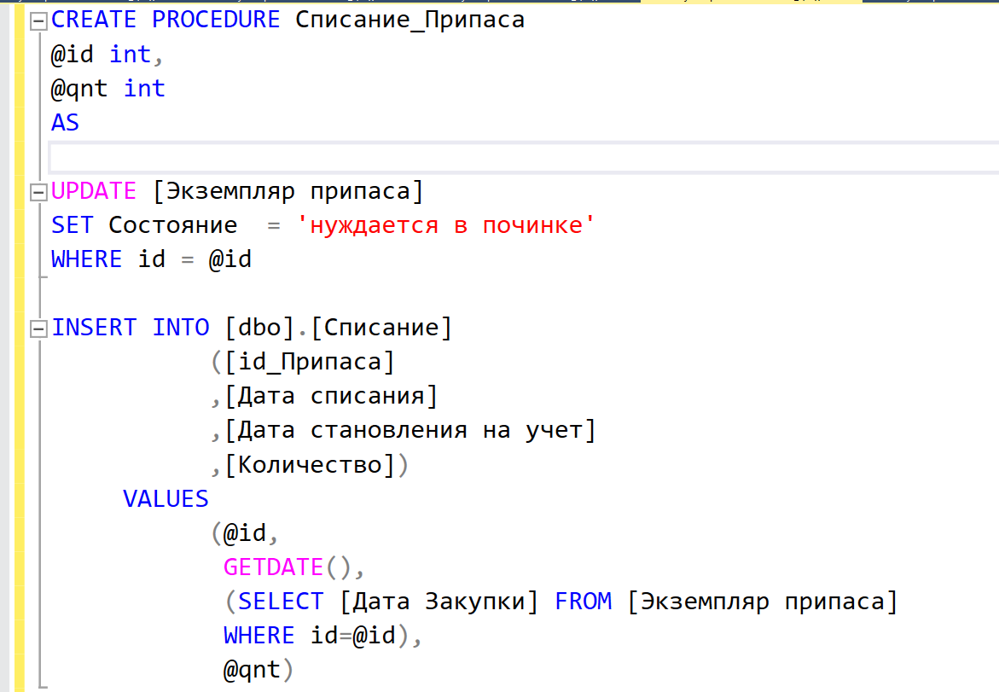 CREATE PROCEDURE Списание_Припаса
@id int,
@qnt int
AS
UPDATE [Экземпляр припаса]
SET Состояние  = 'нуждается в починке'
WHERE id = @id
INSERT INTO [dbo].[Списание]
([id_Припаса]
,[Дата списания]
,[Дата становления на учет]
,[Количество])
VALUES
(@id,
GETDATE(),
(SELECT [Дата Закупки] FROM [Экземпляр припаса]
WHERE id=@id),
@qnt)